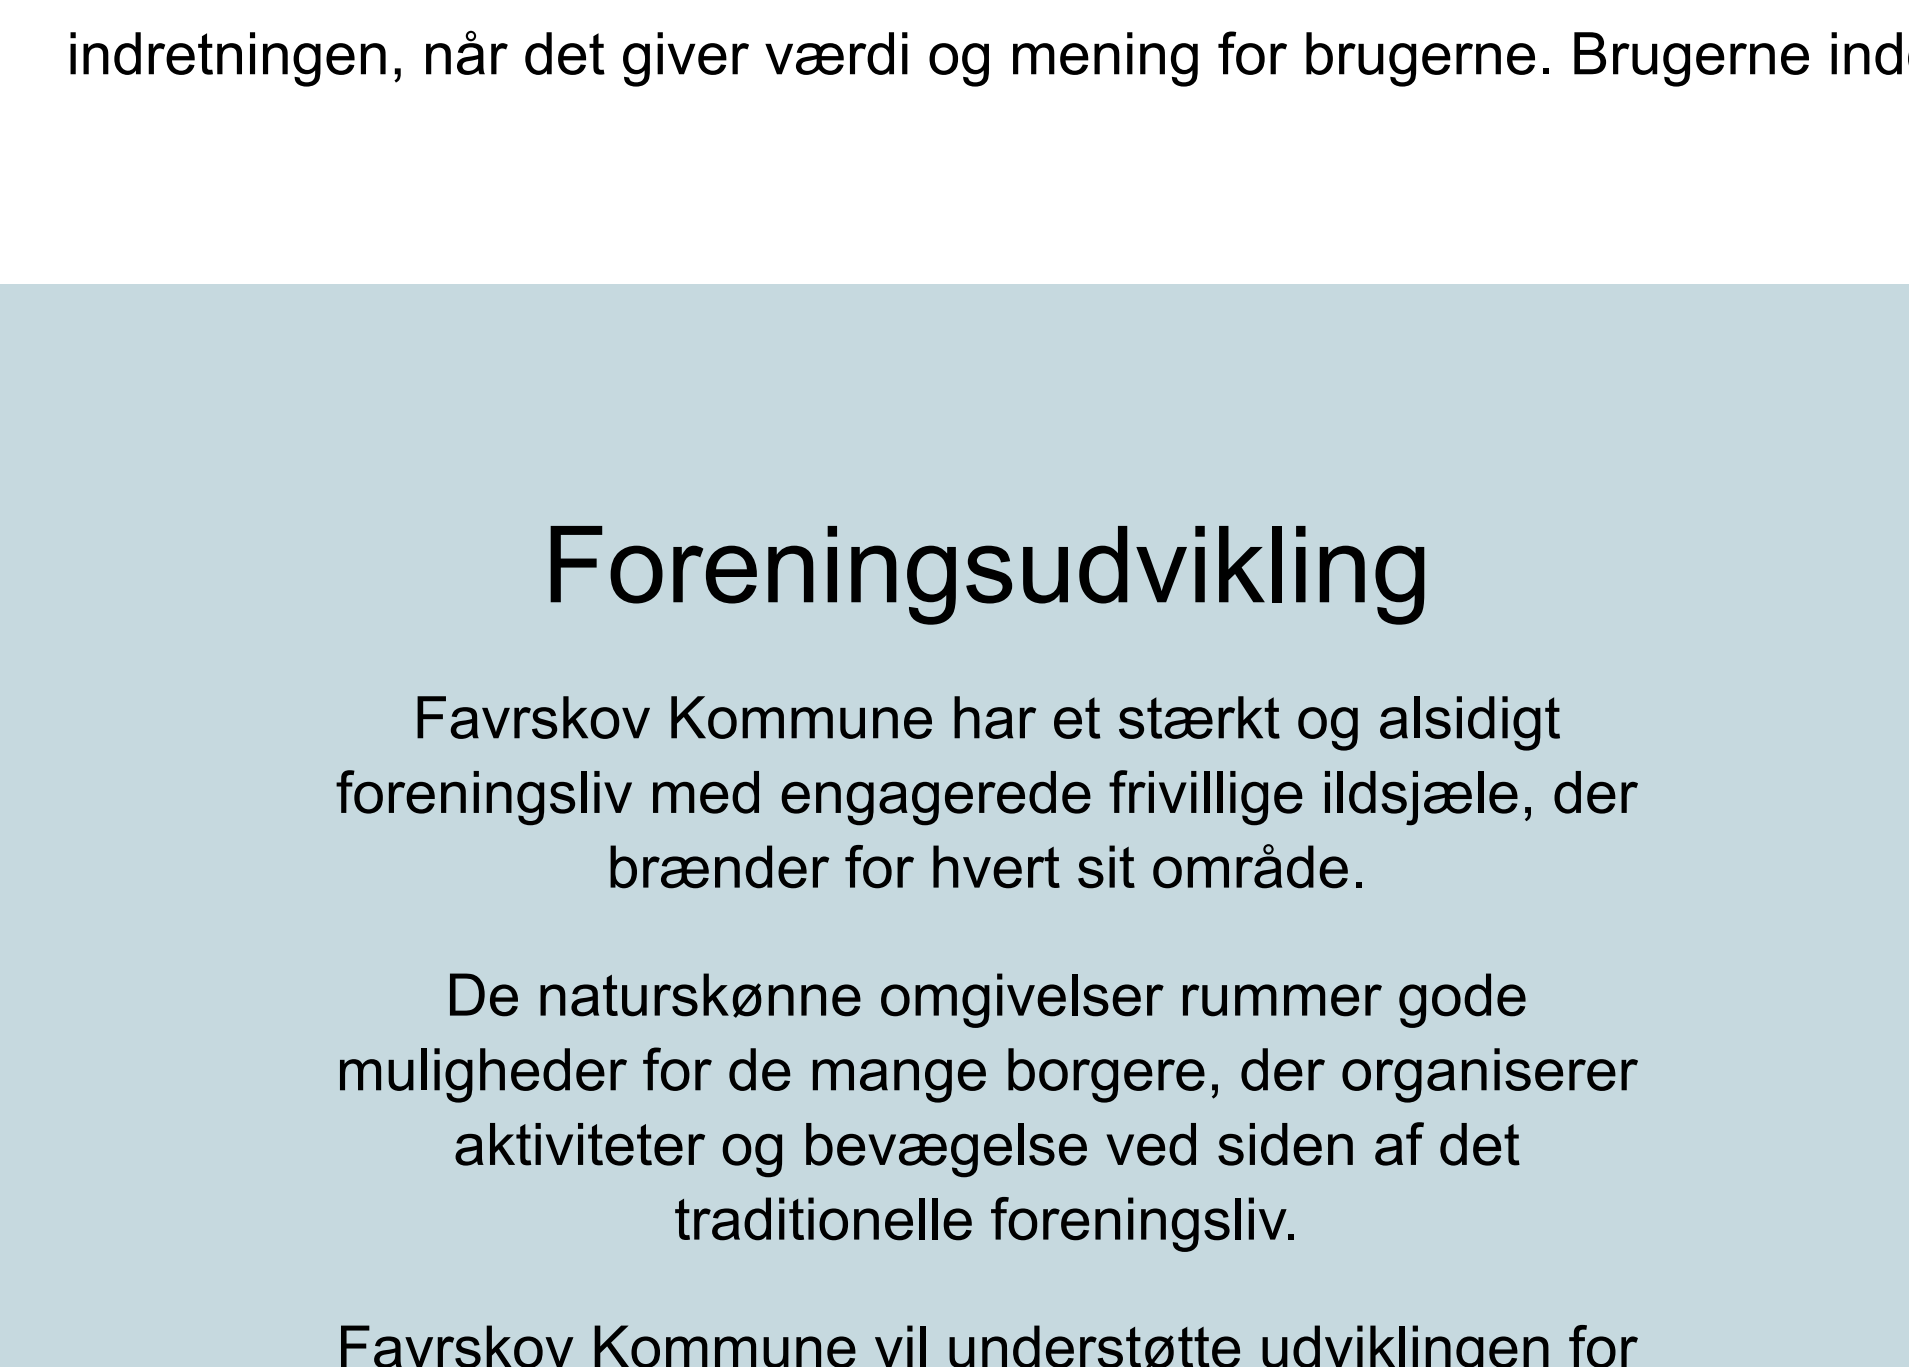 indretningen, når det giver værdi og mening for brugerne. Brugerne
Foreningsudvikling
Favrskov Kommune har et stærkt og alsidigt
foreningsliv med engagerede frivillige ildsjæle, der
brænder for hvert sit område.
De naturskønne omgivelser rummer gode
muligheder for de mange borgere, der organiserer
aktiviteter og bevægelse ved siden af det
traditionelle foreningsliv.
Favrskov Kommune vil understøtte udviklingen for